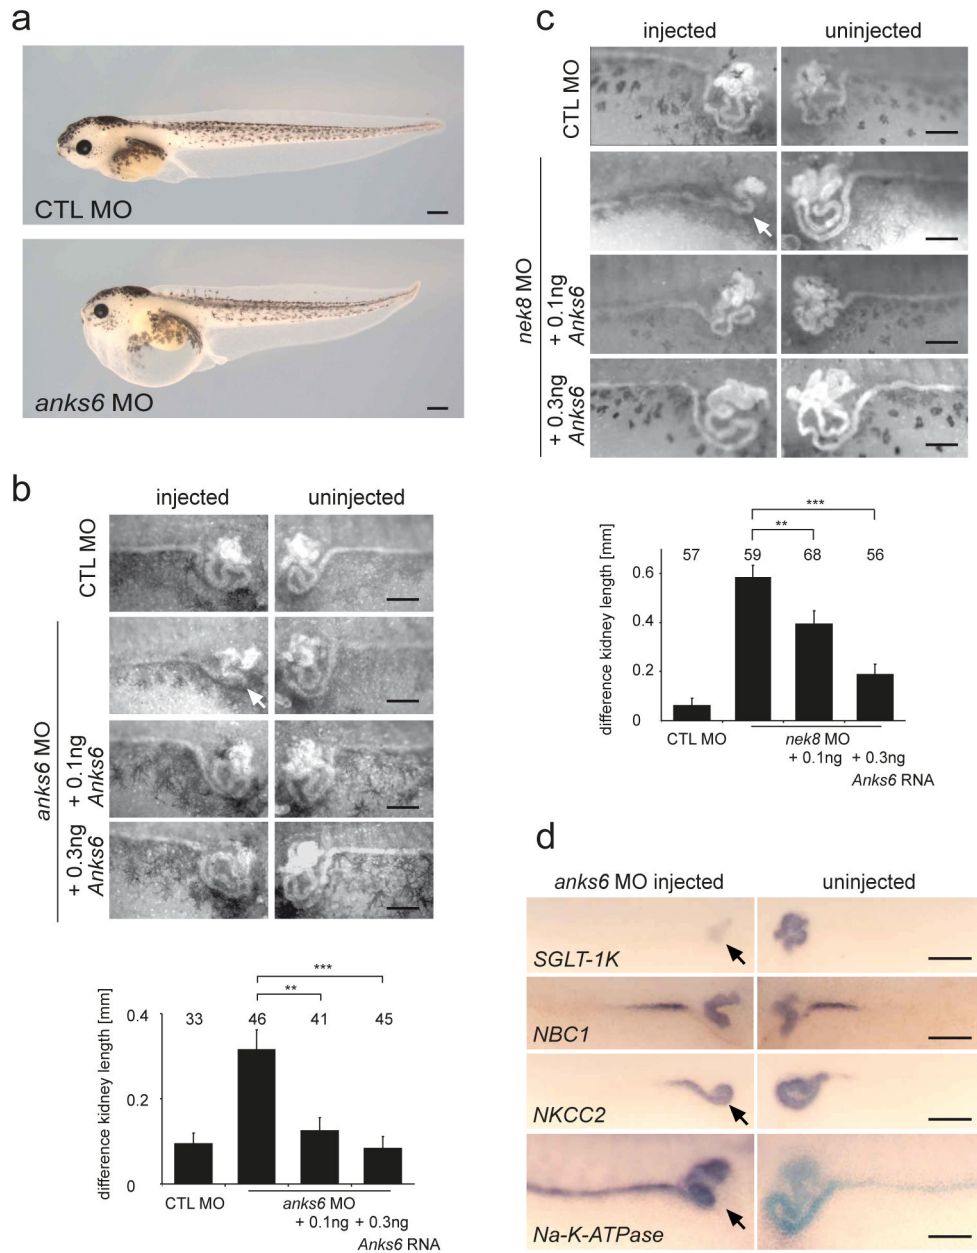 a
CTL MO
anks6 MO
b
injected uninjected
CTL MO
anks6 MO
+ 0.1ng
Anks6
+ 0.3ng
Anks6
difference kidney length [mm]
0.4
0.2
0
33 46 41 45
** ***
CTL MO
anks6 MO
+ 0.1ng + 0.3ng
Anks6 RNA
c
injected uninjected
CTL MO
nek8 MO
+ 0.1ng
Anks6
+ 0.3ng
Anks6
difference kidney length [mm]
0.6
0.4
0.2
0
57 59 68 56
** ***
CTL MO
nek8 MO
+ 0.1ng + 0.3ng
Anks6 RNA
d
anks6 MO injected uninjected
SGLT-1K
NBC1
NKCC2
Na-K-ATPase